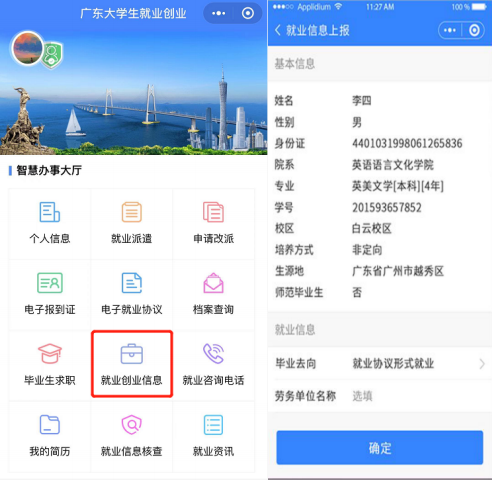 广东大学生就业创业
智慧办事大厅
个人信息
就业派遣
申请改派
电子报到证
电子就业协议
档案查询
毕业生求职
就业创业信息
就业咨询电话
我的简历
就业信息核查
就业资讯
Applidium
11:27 AM
100 %
就业信息上报
基本信息
姓名 李四
性别 男
身份证 4401031998061265836
院系 英语语言文化学院
专业 英美文学[本科][4年]
学号 201593657852
校区 白云校区
培养方式 非定向
生源地 广东省广州市越秀区
师范毕业生 否
就业信息
毕业去向 就业协议形式就业
劳务单位名称 选填
确定